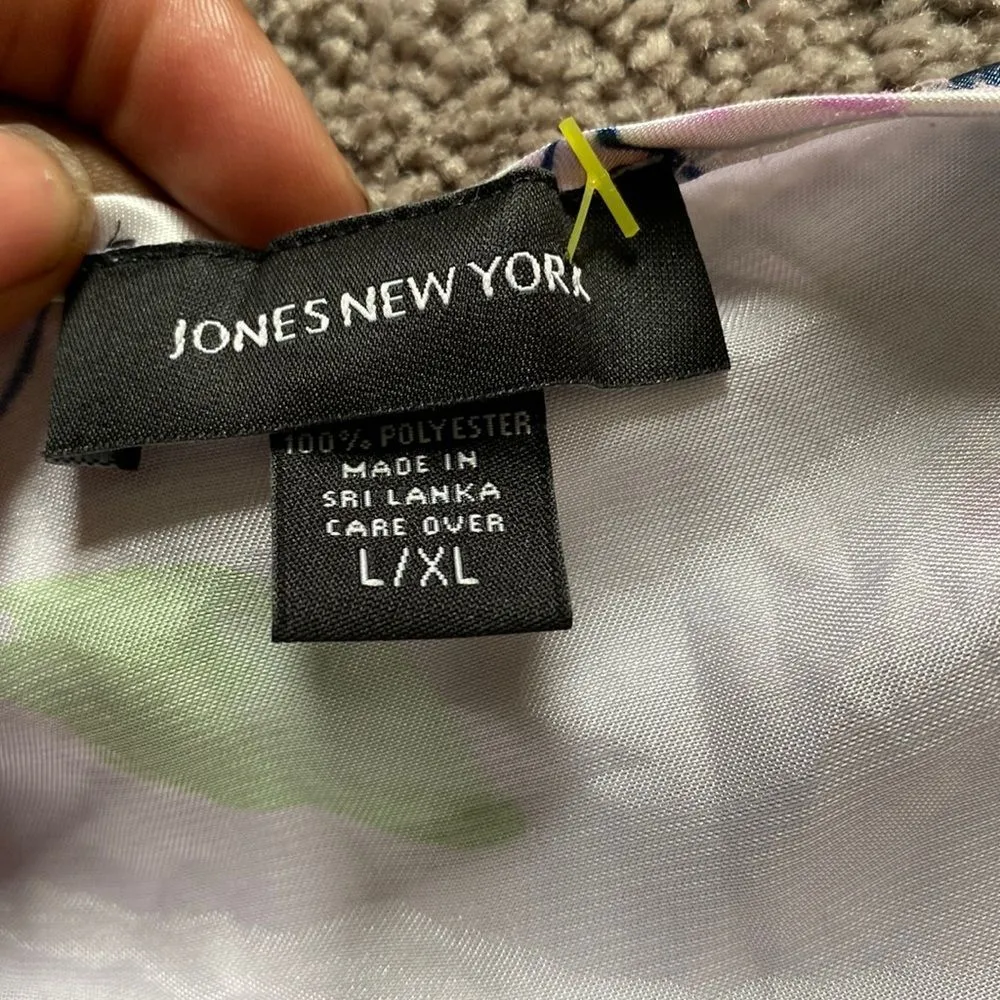 JONES NEW YORK
100% POLYESTER
MADE IN
SRI LANKA
CARE OVER
L/XL